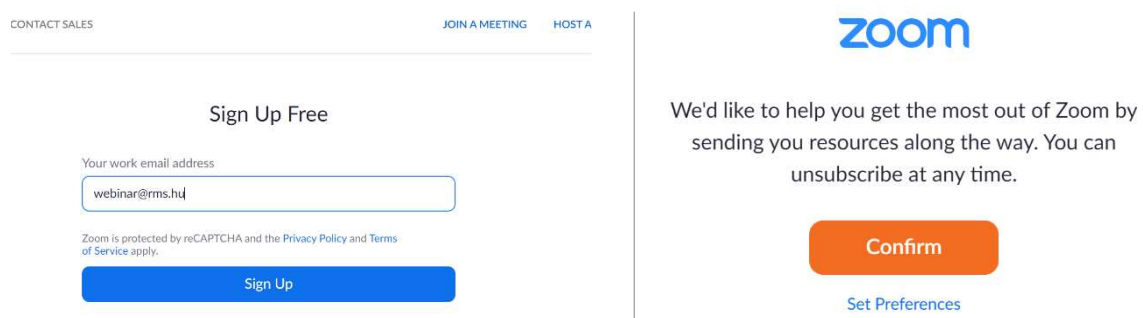 CONTACT SALES
JOIN A MEETING
HOST A
Sign Up Free
Your work email address
webinar@rms.hu
Zoom is protected by reCAPTCHA and the Privacy Policy and Terms
of Service apply.
Sign Up
zoom
We'd like to help you get the most out of Zoom by
sending you resources along the way. You can
unsubscribe at any time.
Confirm
Set Preferences